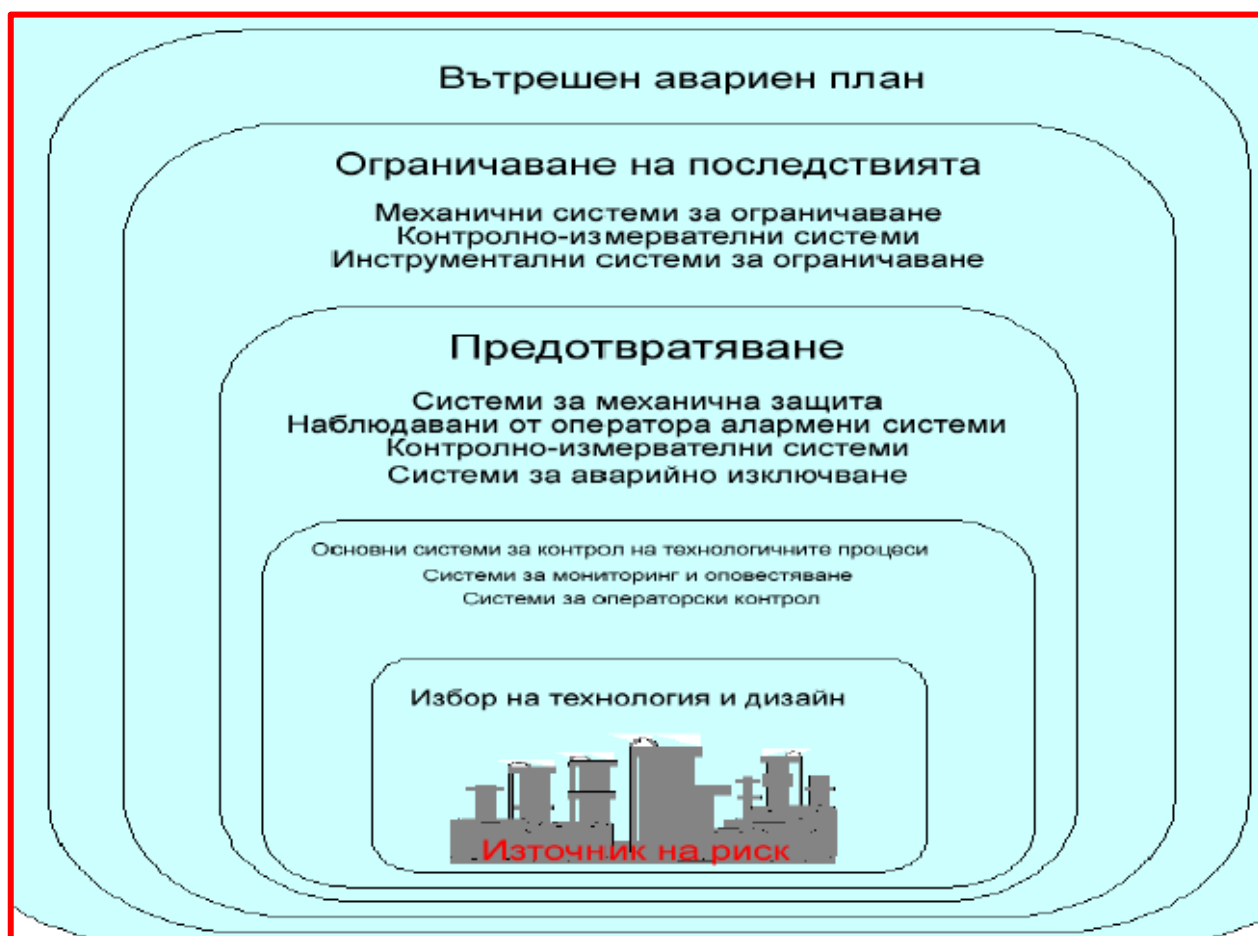 Вътрешен авариен план
Ограничаване на последствията
Механични системи за ограничаване
Контролно-измервателни системи
Инструментални системи за ограничаване
Предотвратяване
Системи за механична защита
Наблюдавани от оператора алармени системи
Контролно-измервателни системи
Системи за аварийно изключване
Основни системи за контрол на технологичните процеси
Системи за мониторинг и оповестяване
Системи за операторски контрол
Избор на технология и дизайн
Източник на риск